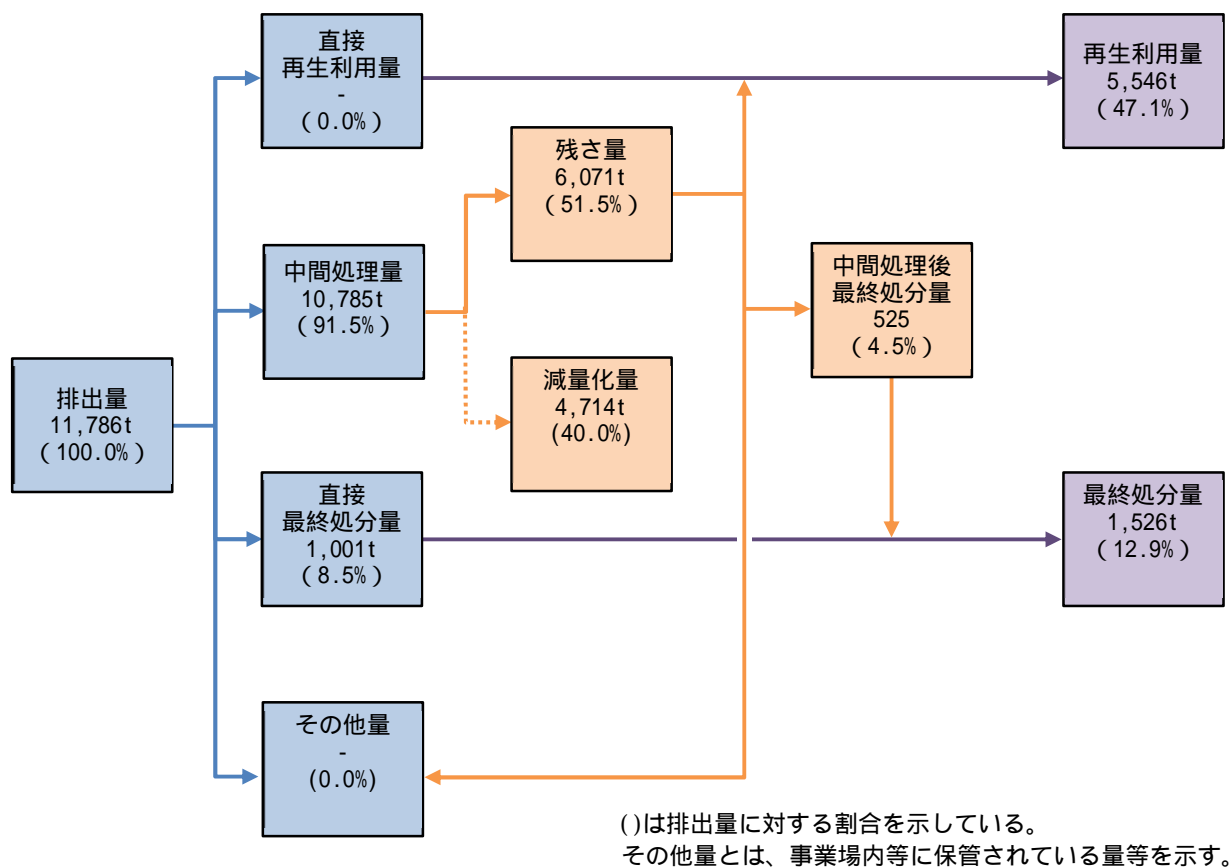 直接
再生利用量
-
(0.0%)
再生利用量
5,546t
(47.1%)
残さ量
6,071t
(51.5%)
中間処理量
10,785t
(91.5%)
中間処理後
最終処分量
525
(4.5%)
減量化量
4,714t
(40.0%)
排出量
11,786t
(100.0%)
直接
最終処分量
1,001t
(8.5%)
最終処分量
1,526t
(12.9%)
その他量
-
(0.0%)
()は排出量に対する割合を示している。
その他量とは、事業場内等に保管されている量等を示す。